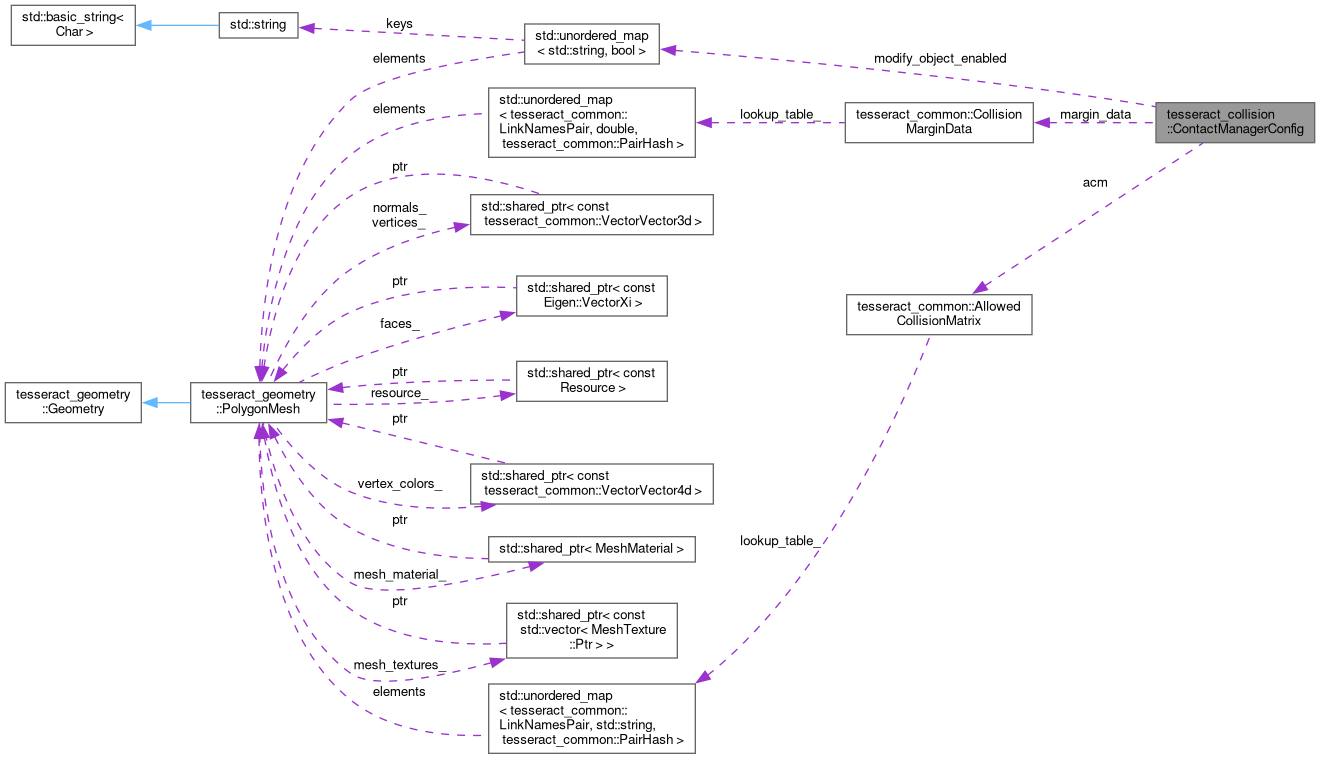 std::basic_string<
Char >
std::string
keys
std::unordered_map
< std::string, bool >
modify_object_enabled
elements
elements
std::unordered_map
< tesseract_common::
LinkNamesPair, double,
tesseract_common::PairHash >
lookup_table_
tesseract_common::Collision
MarginData
margin_data
tesseract_collision
::ContactManagerConfig
ptr
acm
normals_
vertices_
std::shared_ptr< const
tesseract_common::VectorVector3d >
ptr
std::shared_ptr< const
Eigen::VectorXi >
faces_
tesseract_common::Allowed
CollisionMatrix
tesseract_geometry
::Geometry
tesseract_geometry
::PolygonMesh
ptr
resource_
std::shared_ptr< const
Resource >
ptr
std::shared_ptr< const
tesseract_common::VectorVector4d >
vertex_colors_
ptr
std::shared_ptr< MeshMaterial >
lookup_table_
mesh_material_
ptr
std::shared_ptr< const
std::vector< MeshTexture
::Ptr > >
mesh_textures_
elements
std::unordered_map
< tesseract_common::
LinkNamesPair, std::string,
tesseract_common::PairHash >